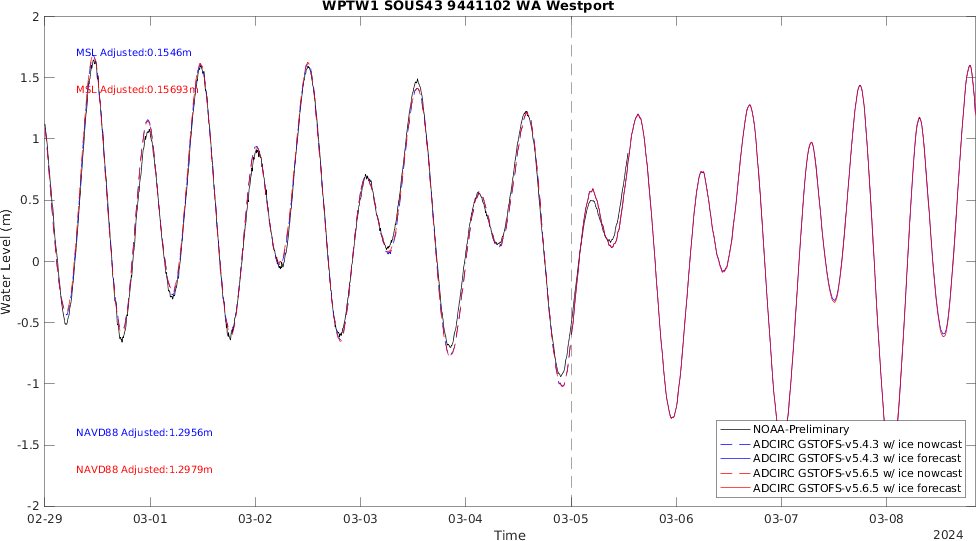 WPTW1 SOUS43 9441102 WA Westport
2
1.5
1
0.5
0
-0.5
-1
-1.5
-2
Water Level (m)
MSL Adjusted:0.1546m
MSL Adjusted:0.15693m
NAVD88 Adjusted:1.2956m
NAVD88 Adjusted:1.2979m
NOAA-Preliminary
ADCIRC GSTOFS-v5.4.3 w/ ice nowcast
ADCIRC GSTOFS-v5.4.3 w/ ice forecast
ADCIRC GSTOFS-v5.6.5 w/ ice nowcast
ADCIRC GSTOFS-v5.6.5 w/ ice forecast
02-29 03-01 03-02 03-03 03-04 03-05 03-06 03-07 03-08
Time
2024